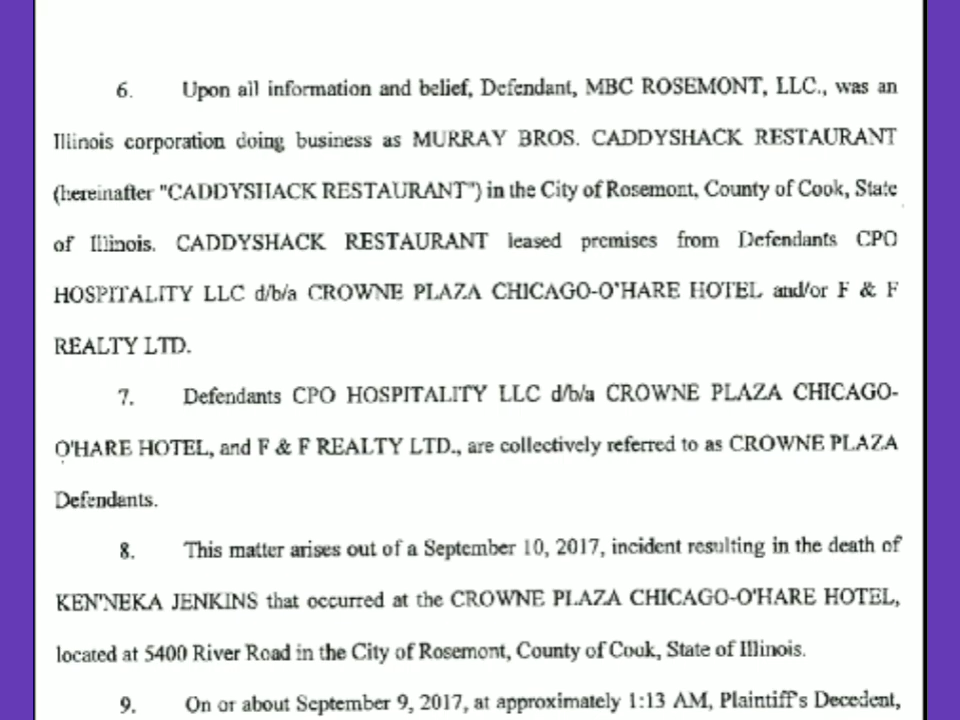 6. Upon all information and belief, Defendant, MBC ROSEMONT, LLC., was an
Illinois corporation doing business as MURRAY BROS. CADDYSHACK RESTAURANT
(hereinafter "CADDYSHACK RESTAURANT") in the City of Rosemont, County of Cook, State
of Illinois. CADDYSHACK RESTAURANT leased premises from Defendants CPO
HOSPITALITY LLC d/b/a CROWNE PLAZA CHICAGO-O'HARE HOTEL and/or F & F
REALTY LTD.
7. Defendants CPO HOSPITALITY LLC d/b/a CROWNE PLAZA CHICAGO-
O'HARE HOTEL, and F & F REALTY LTD., are collectively referred to as CROWNE PLAZA
Defendants.
8. This matter arises out of a September 10, 2017, incident resulting in the death of
KENNEKA JENKINS that occurred at the CROWNE PLAZA CHICAGO-O'HARE HOTEL,
located at 5400 River Road in the City of Rosemont, County of Cook, State of Illinois.
9. On or about September 9, 2017, at approximately 1:13 AM, Plaintiff's Decedent,